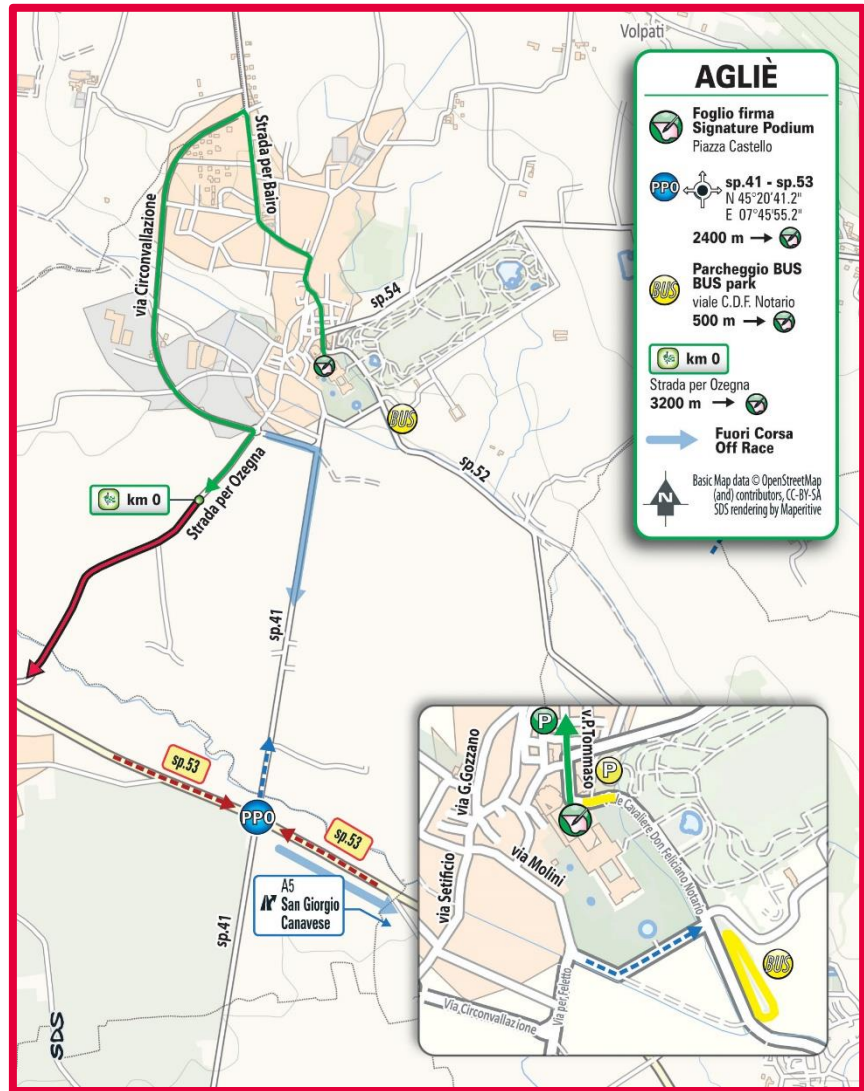 Volpati
AGLIÈ
Foglio firma
Signature Podium
Piazza Castello
PPO
sp.41 - sp.53
N 45°20'41.2"
E 07°45'55.2"
2400 m
BUS
Parcheggio BUS
BUS park
viale C.D.F. Notario
500 m
km 0
Strada per Ozegna
3200 m
Fuori Corsa
Off Race
N
Basic Map data © OpenStreetMap
(and) contributors, CC-BY-SA
SDS rendering by Maperitive
Strada per Bairo
via Circonvallazione
sp.54
BUS
sp.52
km 0
Strada per Ozegna
sp.41
sp.53
PPO
sp.53
A5
San Giorgio
Canavese
sp.41
SDS
P
v.P.Tommaso
P
via G.Gozzano
le Cavaliere Don Feliciano Notario
via Molini
via Setificio
BUS
Via per Feletto
Via Circonvallazione